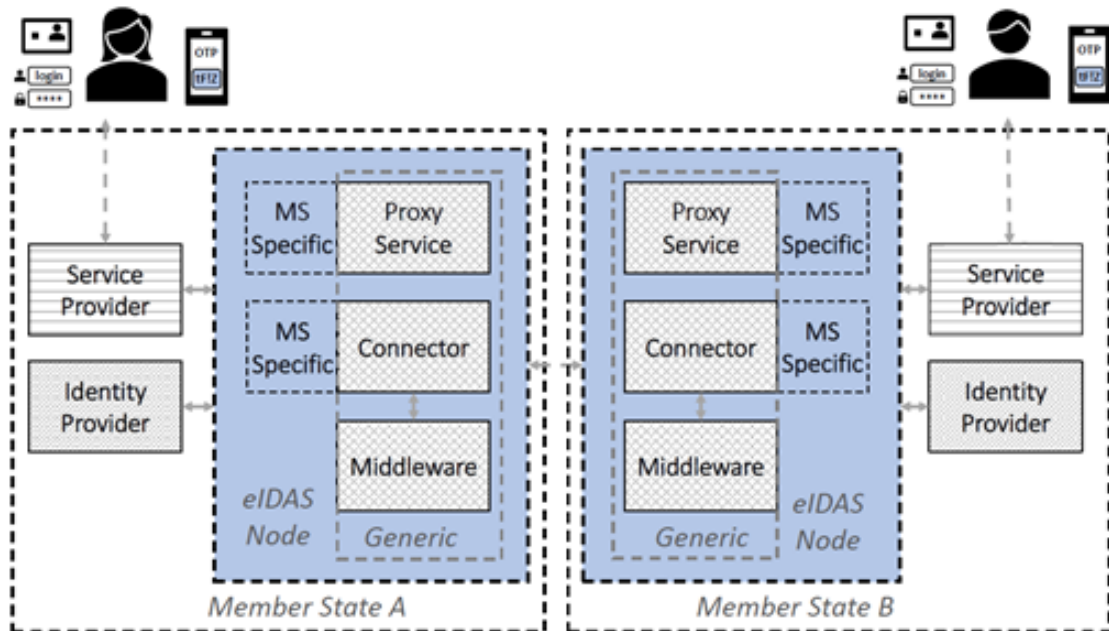 OTP
tF!Z
login
****
OTP
tF!Z
login
****
MS
Specific
Proxy
Service
Service
Provider
MS
Specific
Connector
Identity
Provider
Middleware
eIDAS
Node
Generic
Member State A
Proxy
Service
MS
Specific
Service
Provider
Connector
MS
Specific
Identity
Provider
Middleware
eIDAS
Node
Generic
Member State B